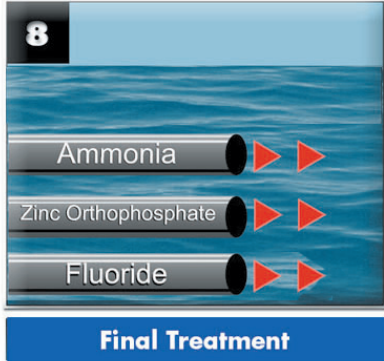 8
Ammonia
Zinc Orthophosphate
Fluoride
Final Treatment